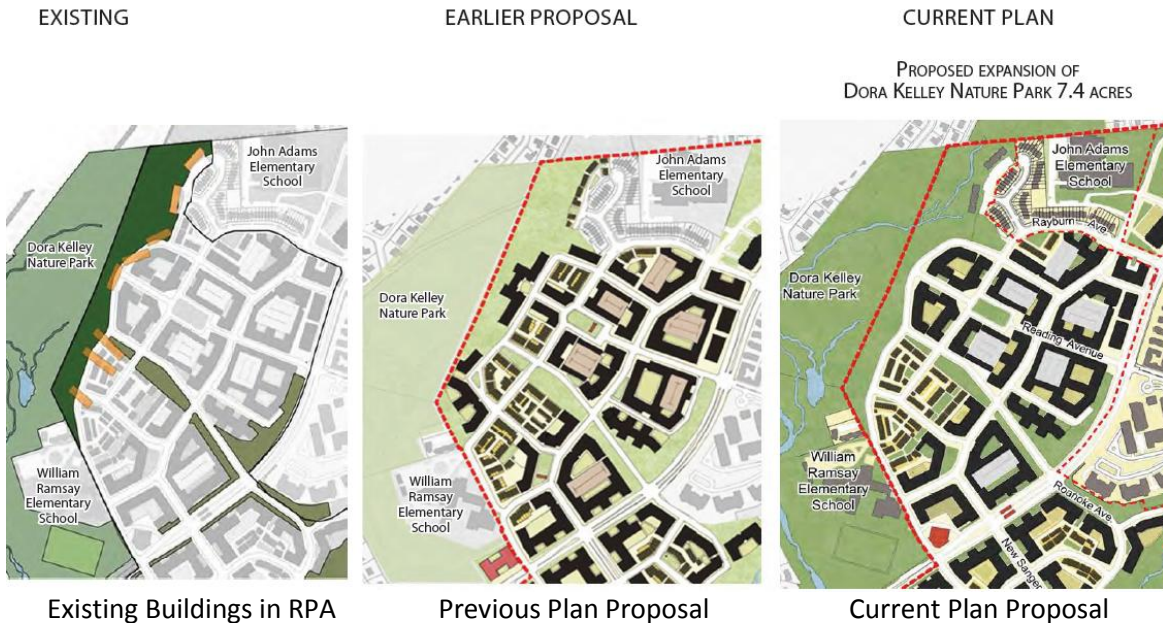 EXISTING
EARLIER PROPOSAL
CURRENT PLAN
PROPOSED EXPANSION OF
DORA KELLEY NATURE PARK 7.4 ACRES
John Adams
Elementary
School
Dora Kelley
Nature Park
William
Ramsay
Elementary
School
John Adams
Elementary
School
Dora Kelley
Nature Park
William
Ramsay
Elementary
School
John Adams
Elementary
School
Rayburn Ave.
Dora Kelley
Nature Park
Reading Avenue
William
Ramsay
Elementary
School
Roanoke Ave.
New Sanger
Existing Buildings in RPA
Previous Plan Proposal
Current Plan Proposal